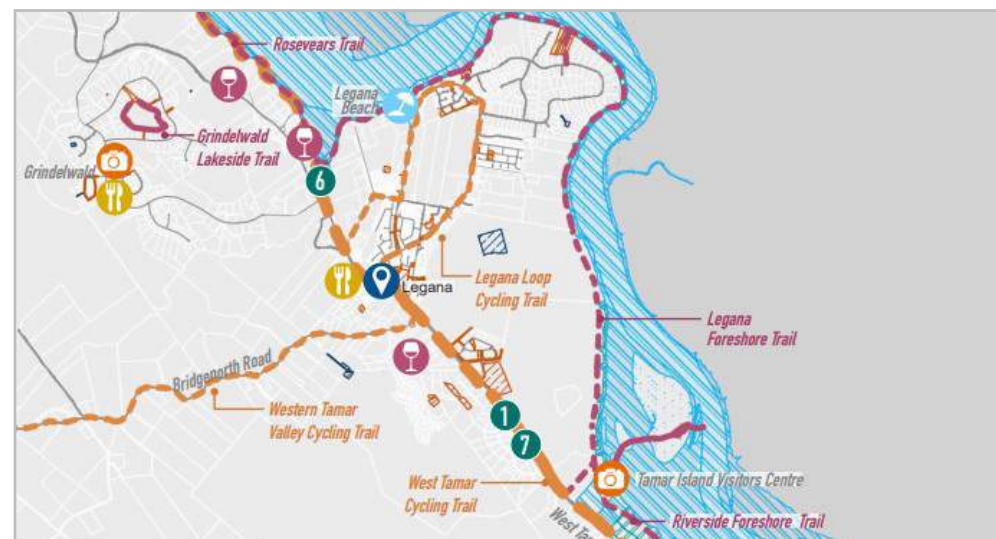 Rosevears Trail
Legana
Beach
Grindelwald
Lakeside Trail
Grindelwald
6
Legana
Legana Loop
Cycling Trail
Legana
Foreshore Trail
Bridgenorth Road
Western Tamar
Valley Cycling Trail
1
7
West Tamar
Cycling Trail
Tamar Island Visitors Centre
West
Riverside Foreshore Trail